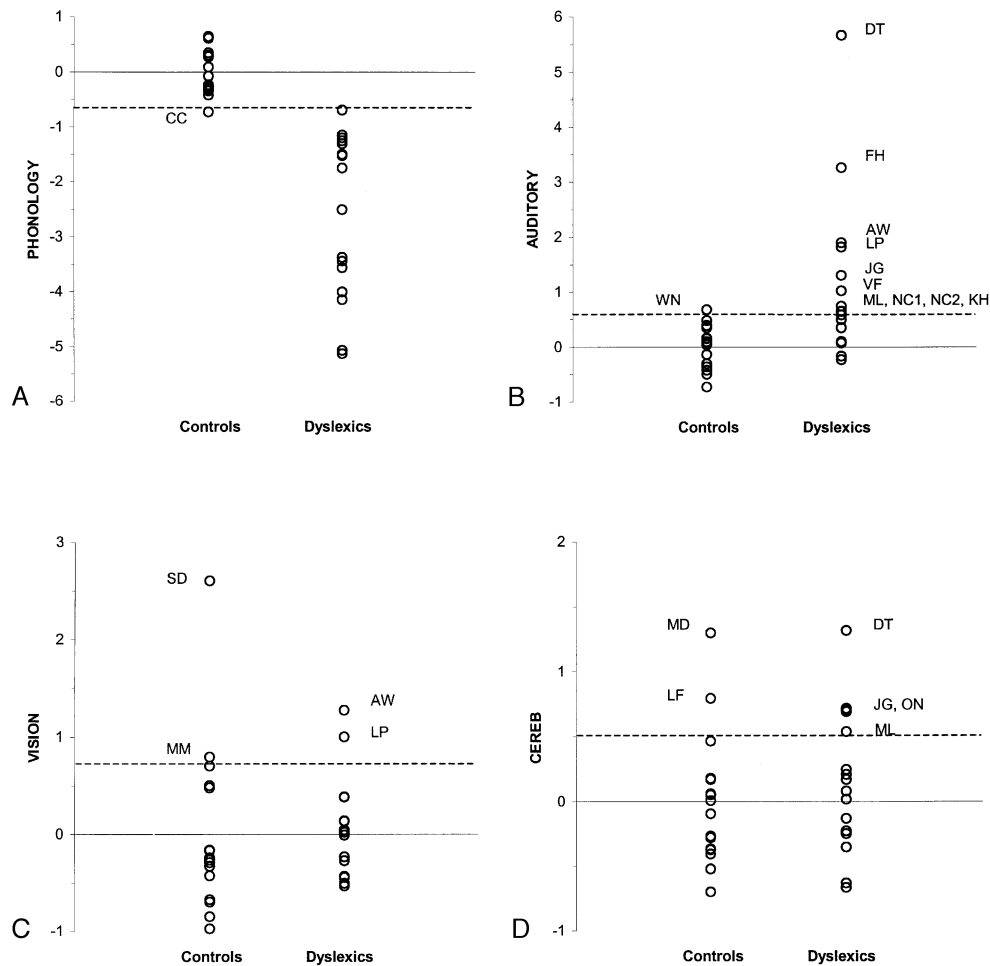 1
0
-1
-2
-3
-4
-5
-6
PHONOLOGY
CC
A
Controls Dyslexics
6
5
4
3
2
1
0
-1
AUDITORY
DT
FH
AW
LP
JG
VF
WN
ML, NC1, NC2, KH
B
Controls Dyslexics
3
2
1
0
-1
VISION
SD
AW
LP
MM
C
Controls Dyslexics
2
1
0
-1
CEREB
MD
DT
LF
JG, ON
ML
D
Controls Dyslexics